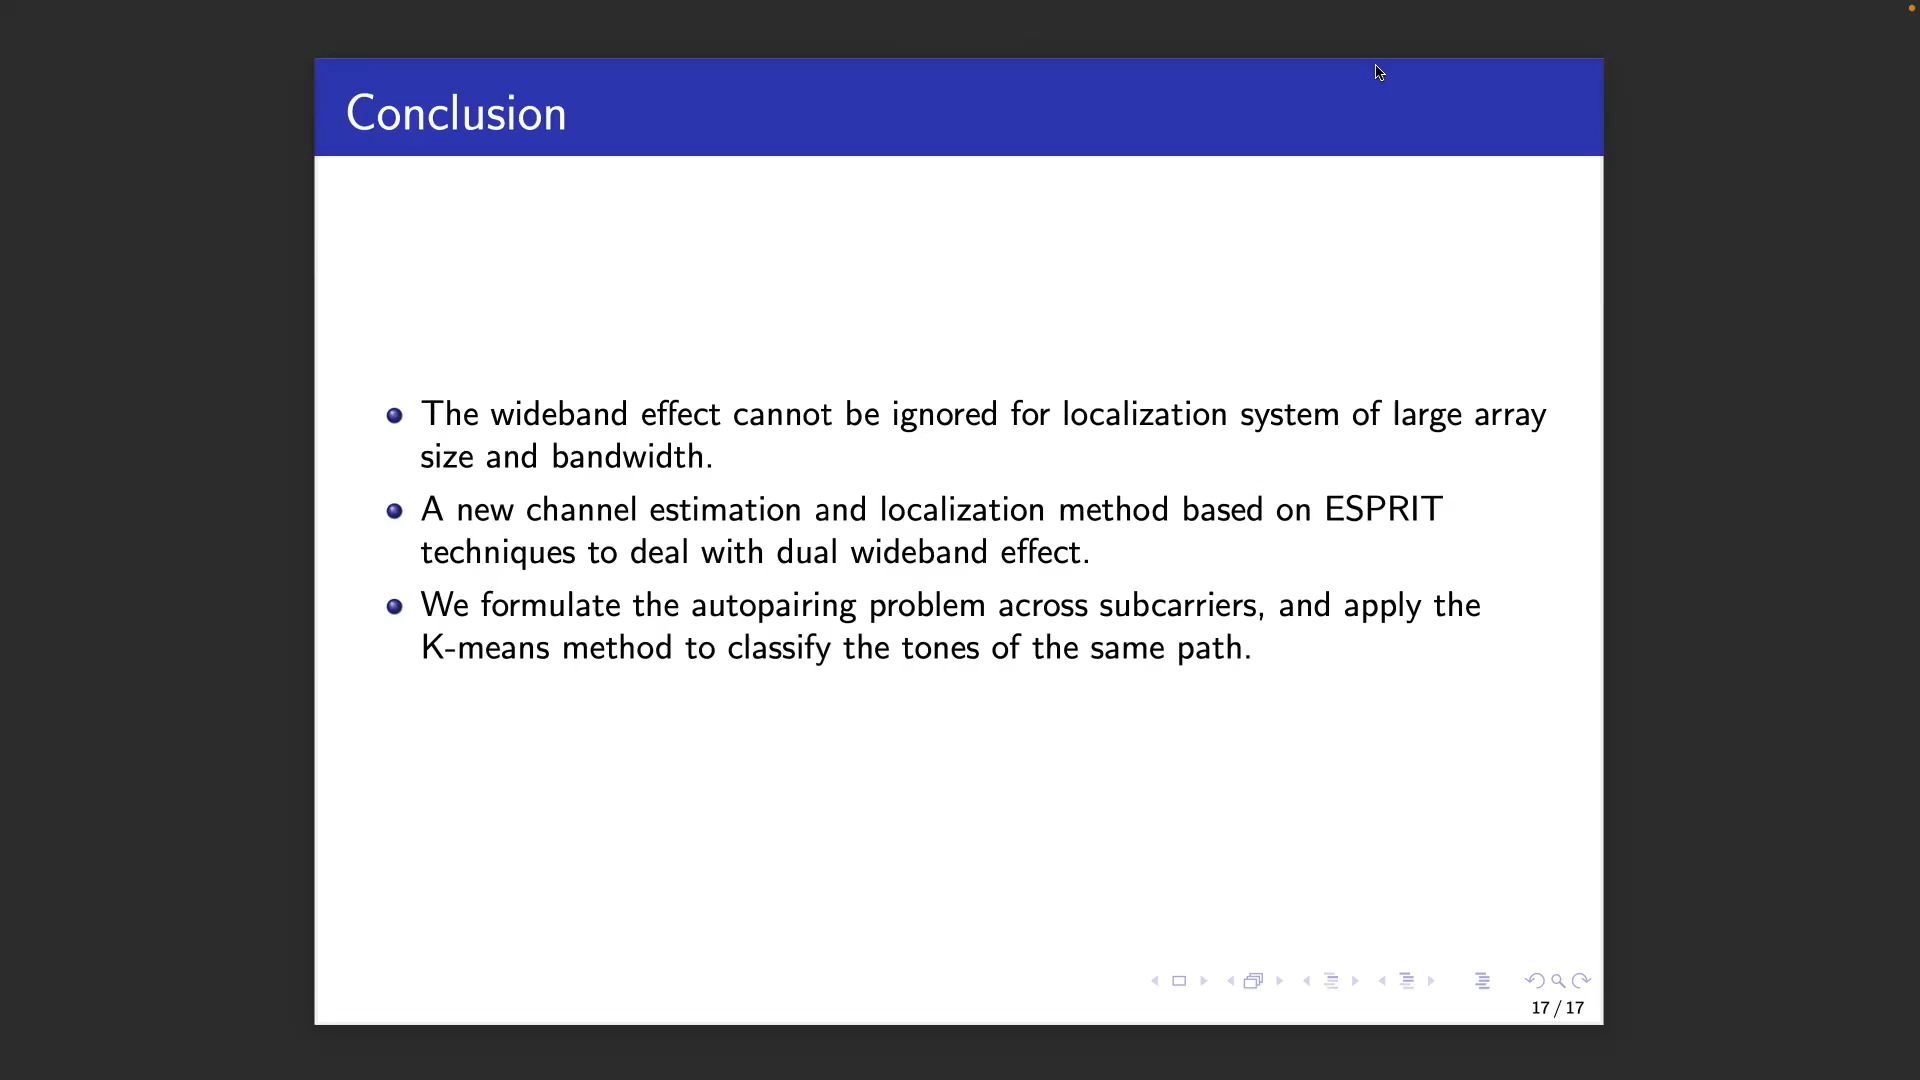 Conclusion
The wideband effect cannot be ignored for localization system of large array
size and bandwidth.
A new channel estimation and localization method based on ESPRIT
techniques to deal with dual wideband effect.
We formulate the autopairing problem across subcarriers, and apply the
K-means method to classify the tones of the same path.
17 / 17